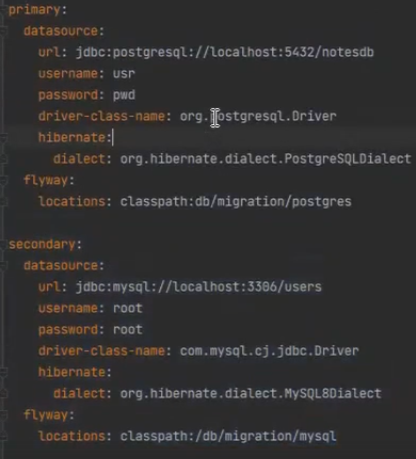 primary:
  datasource:
    url: jdbc:postgresql://localhost:5432/notesdb
    username: usr
    password: pwd
    driver-class-name: org.postgresql.Driver
    hibernate:
      dialect: org.hibernate.dialect.PostgreSQLDialect
  flyway:
    locations: classpath:db/migration/postgres

secondary:
  datasource:
    url: jdbc:mysql://localhost:3306/users
    username: root
    password: root
    driver-class-name: com.mysql.cj.jdbc.Driver
    hibernate:
      dialect: org.hibernate.dialect.MySQL8Dialect
  flyway:
    locations: classpath:/db/migration/mysql